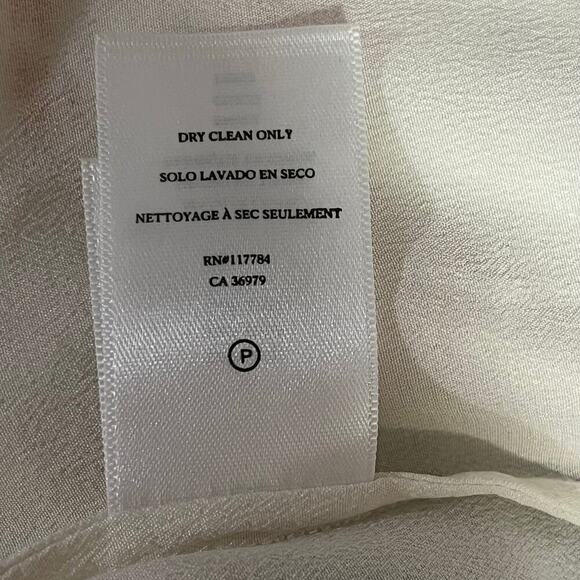 DRY CLEAN ONLY
SOLO LAVADO EN SECO
NETTOYAGE À SEC SEULEMENT
RN#117784
CA 36979
P